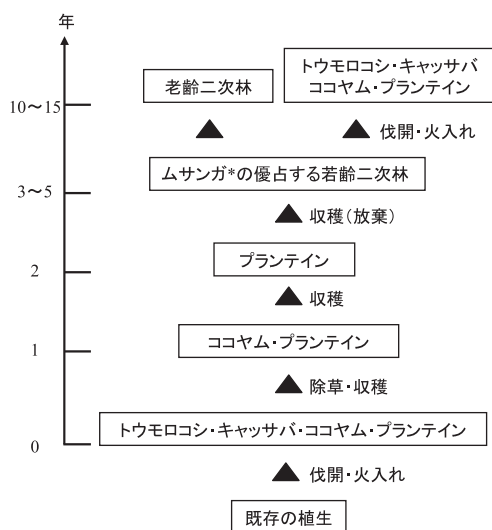 年
老齢二次林
トウモロコシ・キャッサバ
ココヤム・プランテイン
10〜15
伐開・火入れ
ムサンガ*の優占する若齢二次林
3〜5
収穫(放棄)
プランテイン
2
収穫
ココヤム・プランテイン
1
除草・収穫
トウモロコシ・キャッサバ・ココヤム・プランテイン
0
伐開・火入れ
既存の植生